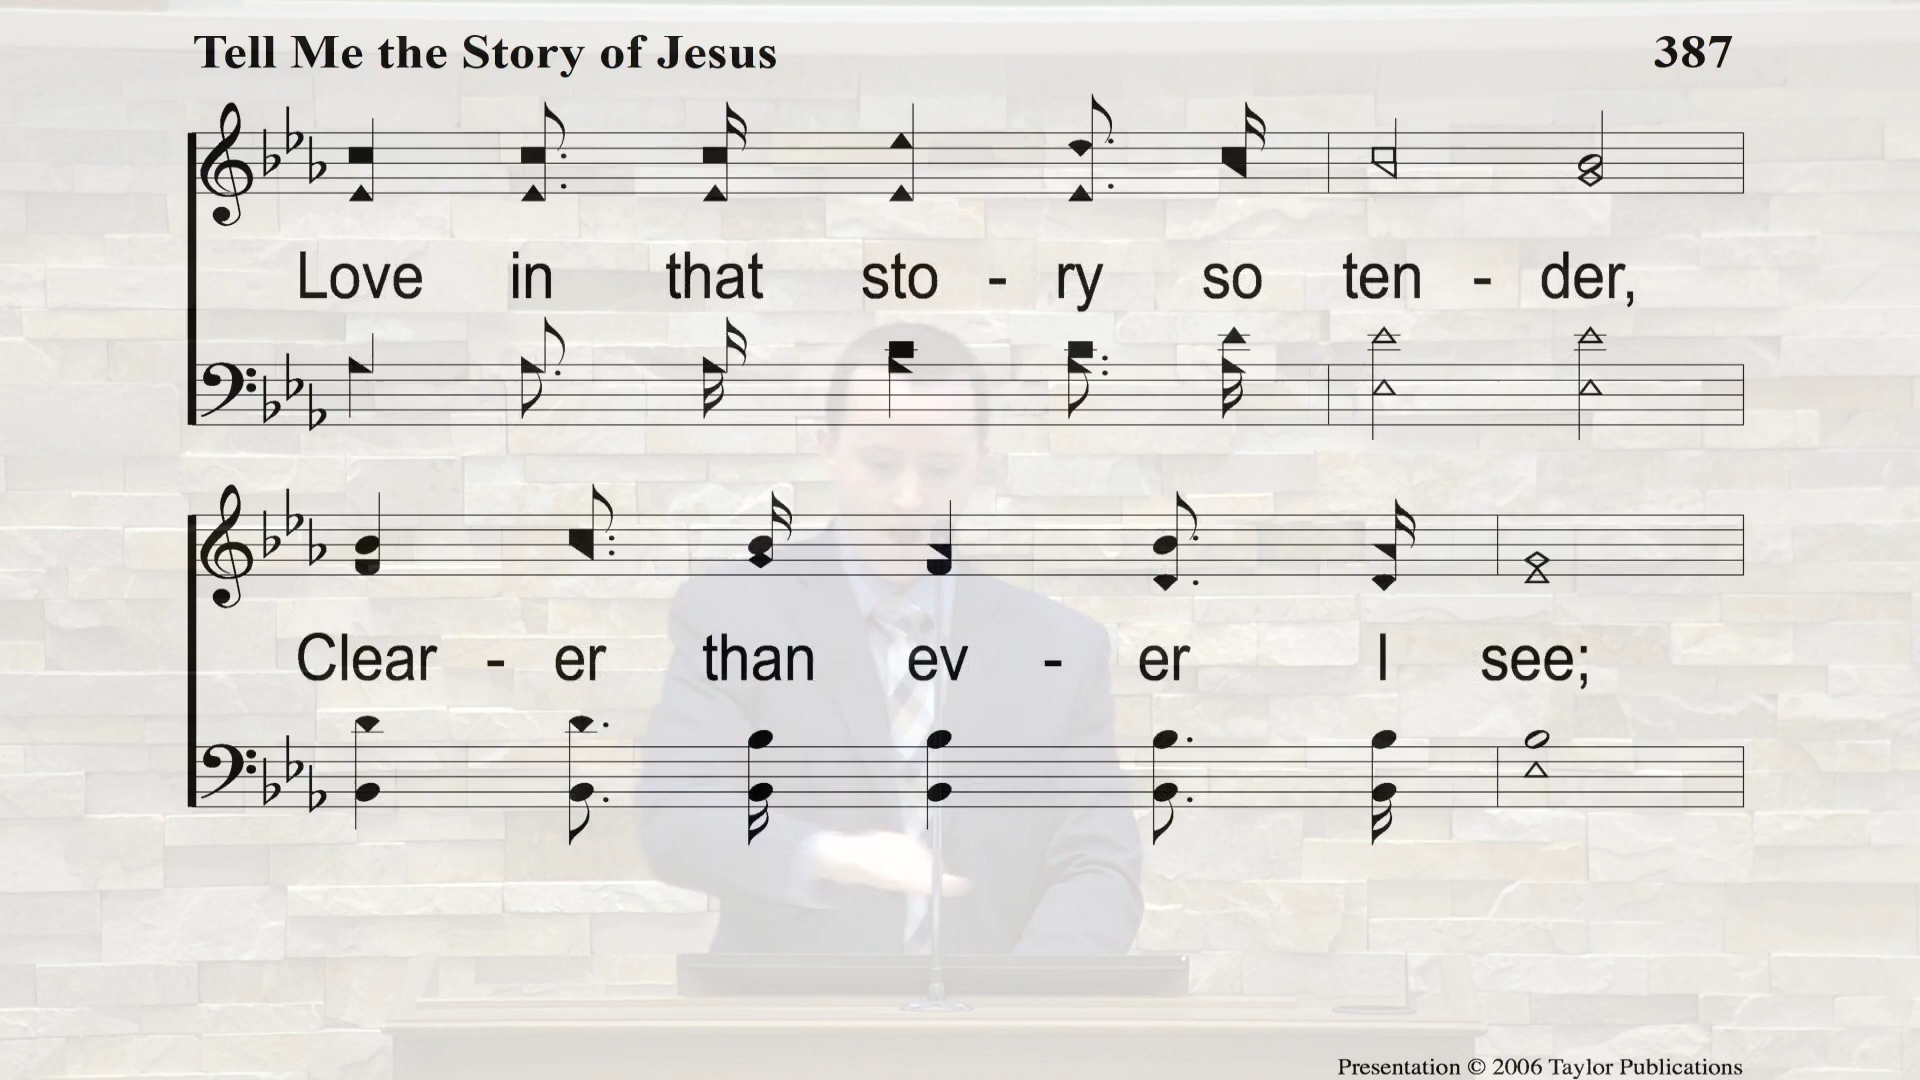 Tell Me the Story of Jesus 387
Love in that sto - ry so ten - der,
Clear - er than ev - er I see;
Presentation © 2006 Taylor Publications